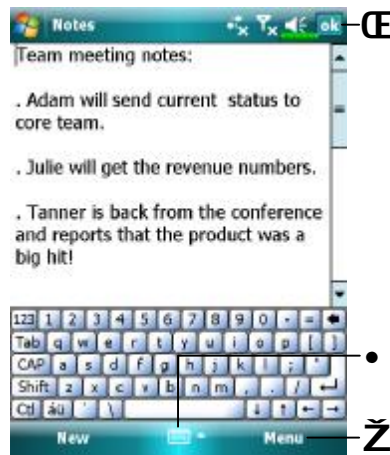 Notes
ok
Œ
Team meeting notes:
. Adam will send current status to
core team.
. Julie will get the revenue numbers.
. Tanner is back from the conference
and reports that the product was a
big hit!
123 1 2 3 4 5 6 7 8 9 0 - =
Tab q w e r t y u i o p [ ]
CAP a s d f g h j k l ; '
Shift z x c v b n m , . /
Ctl áü ` \
•
New
Menu
Ž